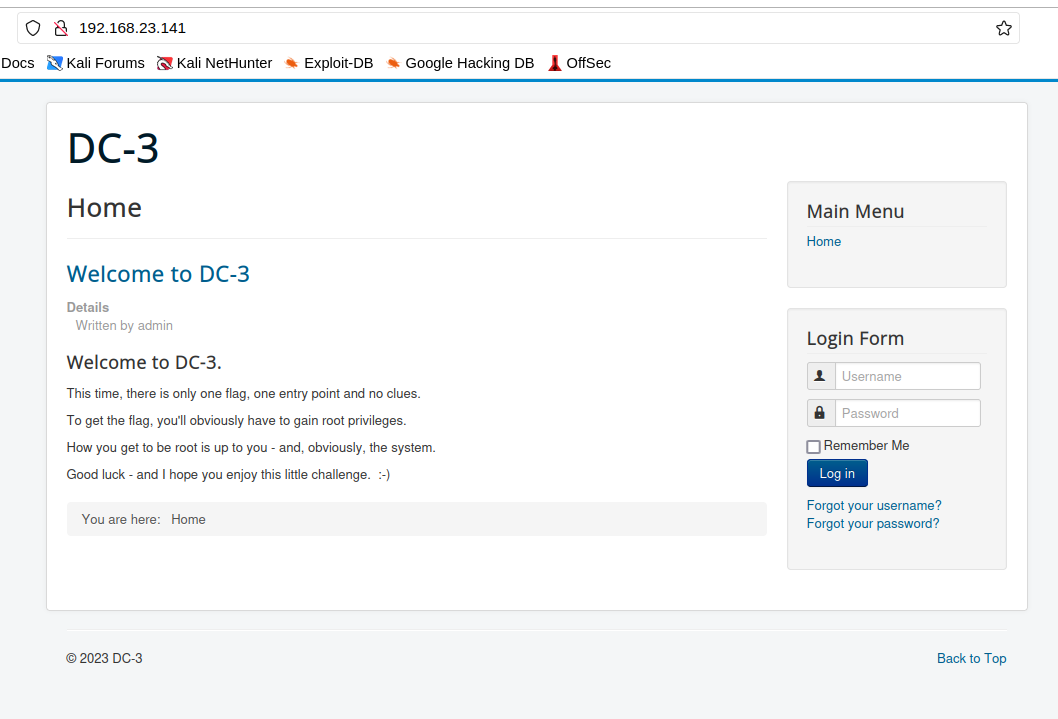 192.168.23.141
Docs Kali Forums Kali NetHunter Exploit-DB Google Hacking DB OffSec
DC-3
Home
Welcome to DC-3
Details
Written by admin
Welcome to DC-3.
This time, there is only one flag, one entry point and no clues.
To get the flag, you'll obviously have to gain root privileges.
How you get to be root is up to you - and, obviously, the system.
Good luck - and I hope you enjoy this little challenge.  :-)
You are here: Home
Main Menu
Home
Login Form
Username
Password
Remember Me
Log in
Forgot your username?
Forgot your password?
© 2023 DC-3
Back to Top